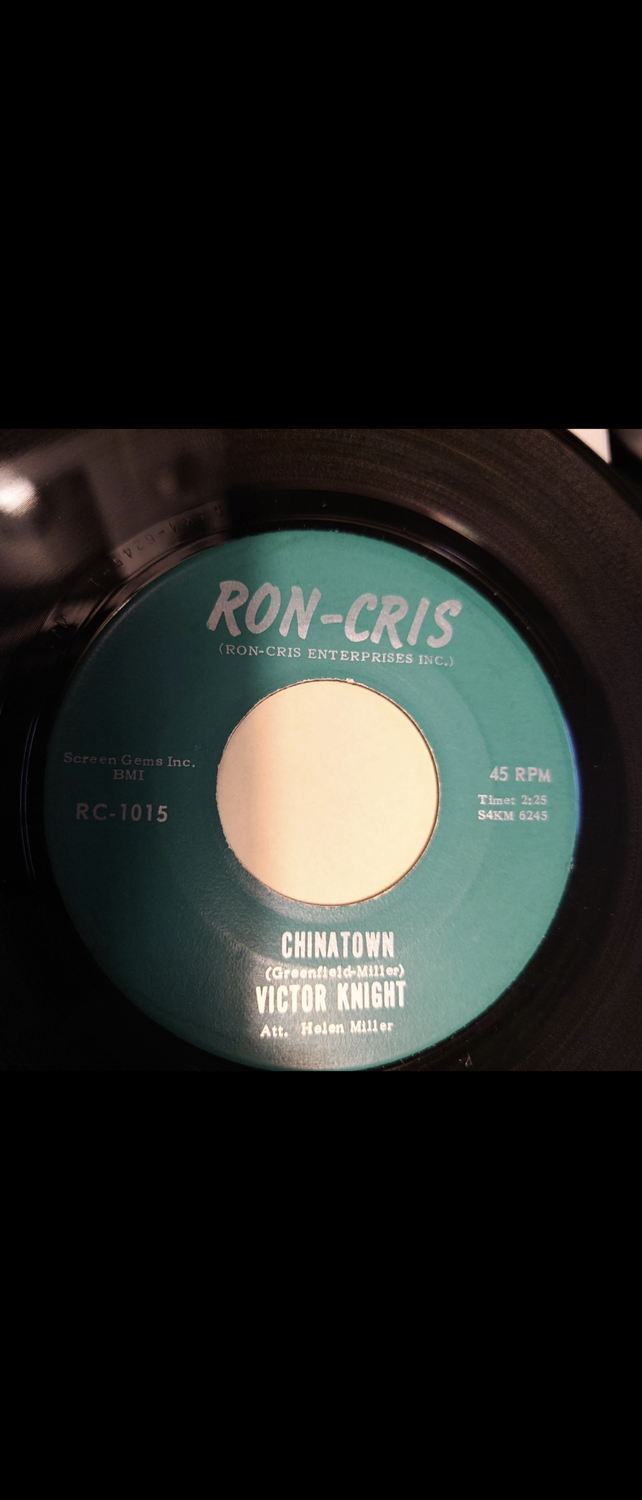 RON-CRIS
(RON-CRIS ENTERPRISES INC.)
Screen Gems Inc.
BMI
RC-1015
45 RPM
Time: 2:25
S4KM 6245
CHINATOWN
(Greenfield-Miller)
VICTOR KNIGHT
Att. Helen Miller